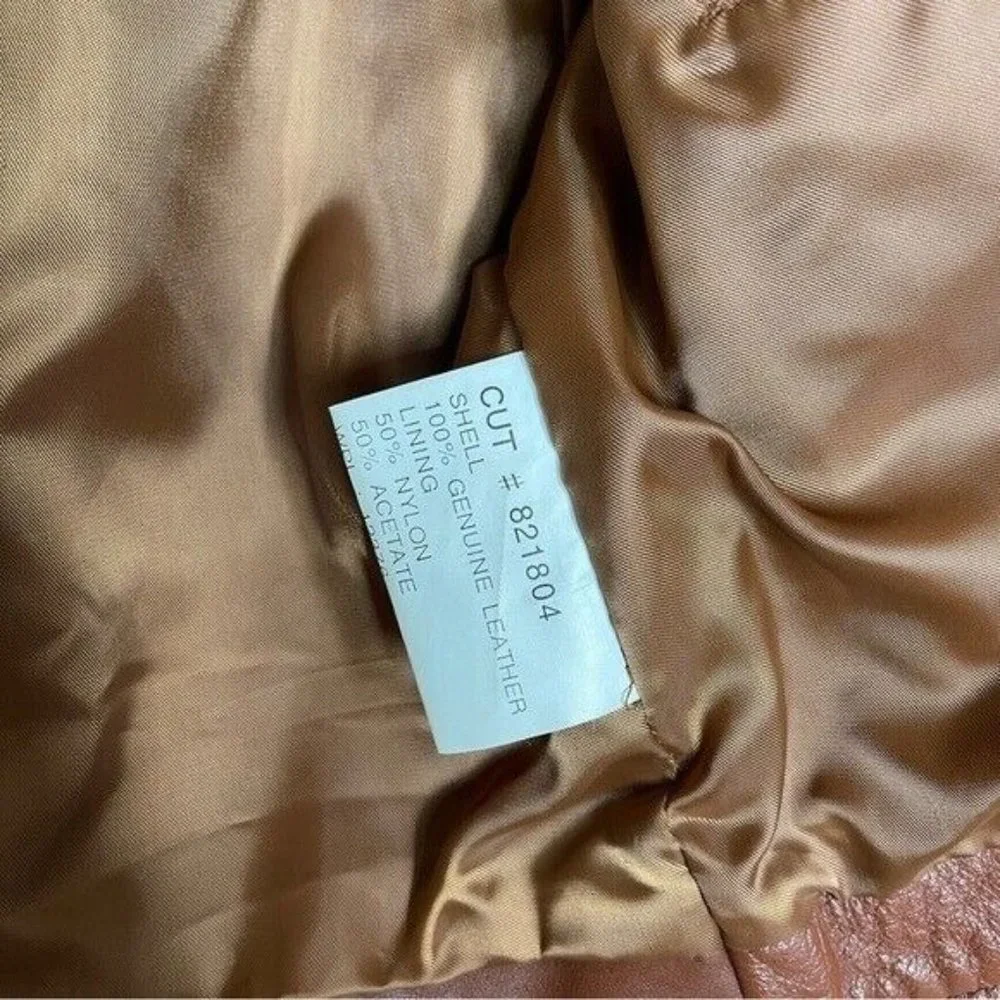 CUT # 821804
SHELL
100% GENUINE LEATHER
LINING
50% NYLON
50% ACETATE